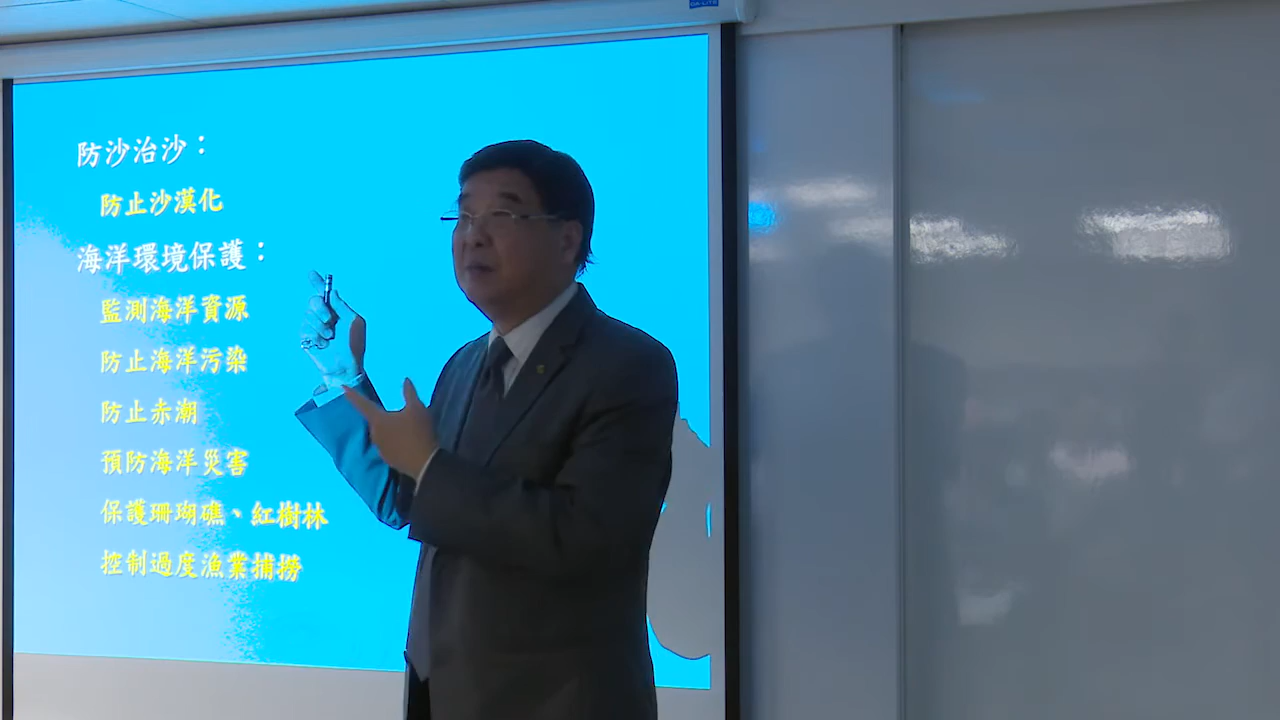 防沙治沙：
防止沙漠化
海洋環境保護：
監測海洋資源
防止海洋污染
防止赤潮
預防海洋災害
保護珊瑚礁、紅樹林
控制過度漁業捕撈
DA-LITE